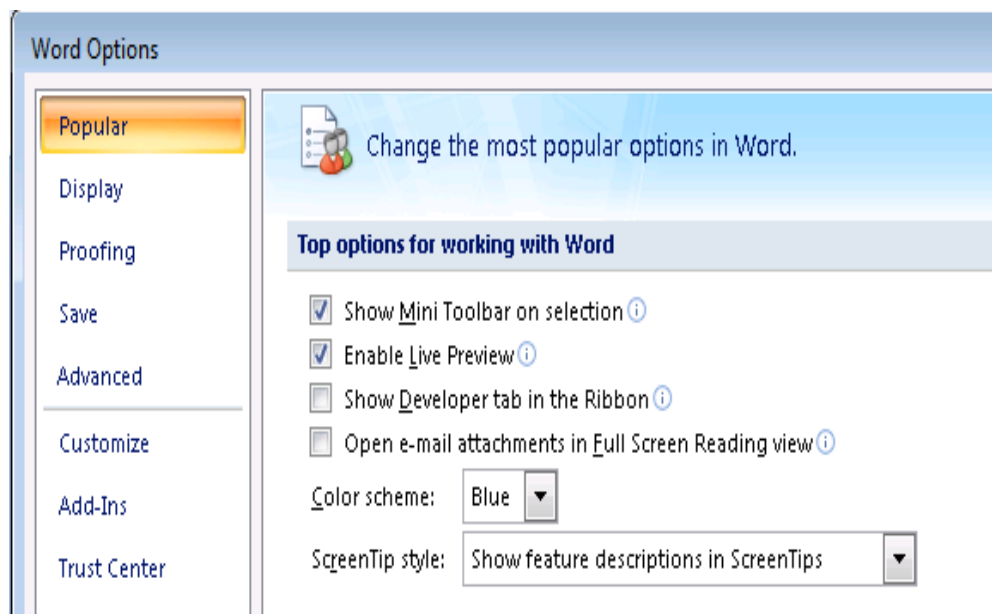 Word Options
Popular
Display
Proofing
Save
Advanced
Customize
Add-Ins
Trust Center
Change the most popular options in Word.
Top options for working with Word
Show Mini Toolbar on selection
Enable Live Preview
Show Developer tab in the Ribbon
Open e-mail attachments in Full Screen Reading view
Color scheme: Blue
ScreenTip style: Show feature descriptions in ScreenTips